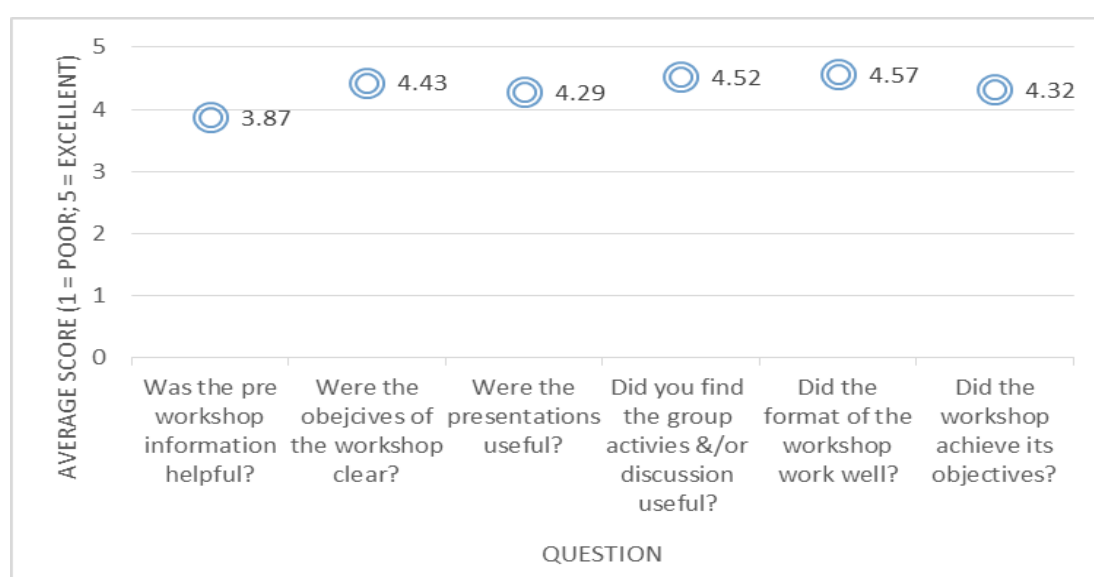 AVERAGE SCORE (1 = POOR; 5 = EXCELLENT)
5
4
3
2
1
0
3.87
4.43
4.29
4.52
4.57
4.32
Was the pre
workshop
information
helpful?
Were the
obejcives of
the workshop
clear?
Were the
presentations
useful?
Did you find
the group
activies &/or
discussion
useful?
Did the
format of the
workshop
work well?
Did the
workshop
achieve its
objectives?
QUESTION